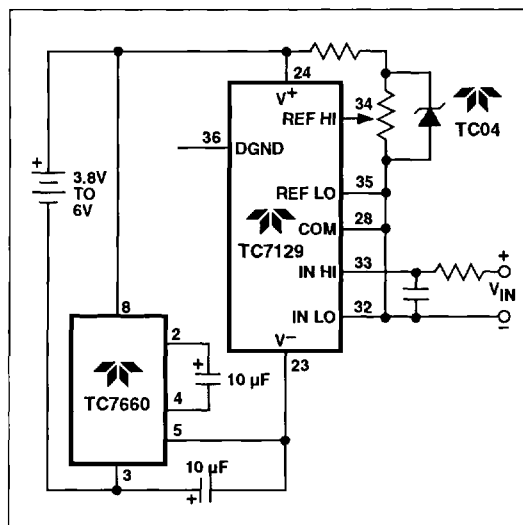 24
V+
34
REF HI
TC04
36
DGND
+
3.8V
TO
6V
REF LO
35
COM
28
TC7129
IN HI
33
+
VIN
IN LO
32
−
V−
23
8
2
+
10 µF
TC7660
4
5
10 µF
3
+